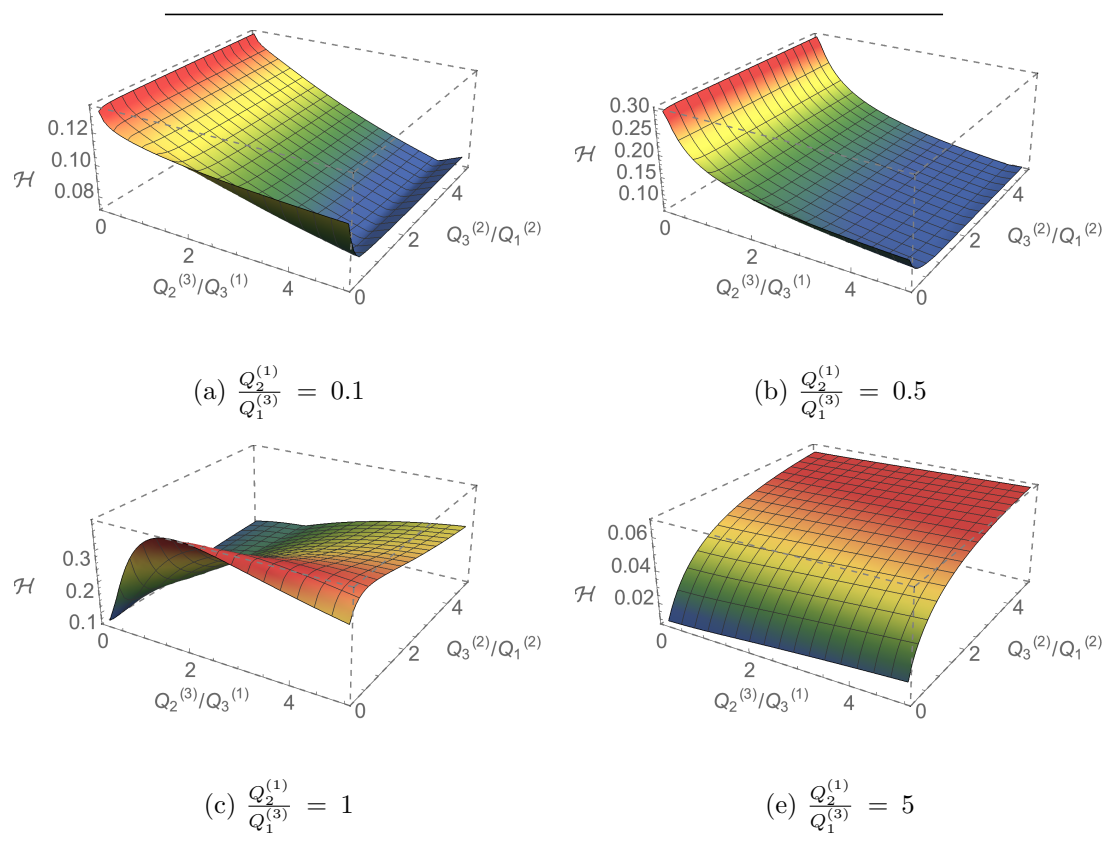 0.12
0.10
0.08
ℋ
0
2
4
Q₂⁽³⁾/Q₃⁽¹⁾
0
2
4
Q₃⁽²⁾/Q₁⁽²⁾
0.30
0.25
0.20
0.15
0.10
ℋ
0
2
4
Q₂⁽³⁾/Q₃⁽¹⁾
0
2
4
Q₃⁽²⁾/Q₁⁽²⁾
(a) Q₂⁽¹⁾/Q₁⁽³⁾ = 0.1
(b) Q₂⁽¹⁾/Q₁⁽³⁾ = 0.5
0.3
0.2
0.1
ℋ
0
2
4
Q₂⁽³⁾/Q₃⁽¹⁾
0
2
4
Q₃⁽²⁾/Q₁⁽²⁾
0.06
0.04
0.02
ℋ
0
2
4
Q₂⁽³⁾/Q₃⁽¹⁾
0
2
4
Q₃⁽²⁾/Q₁⁽²⁾
(c) Q₂⁽¹⁾/Q₁⁽³⁾ = 1
(e) Q₂⁽¹⁾/Q₁⁽³⁾ = 5